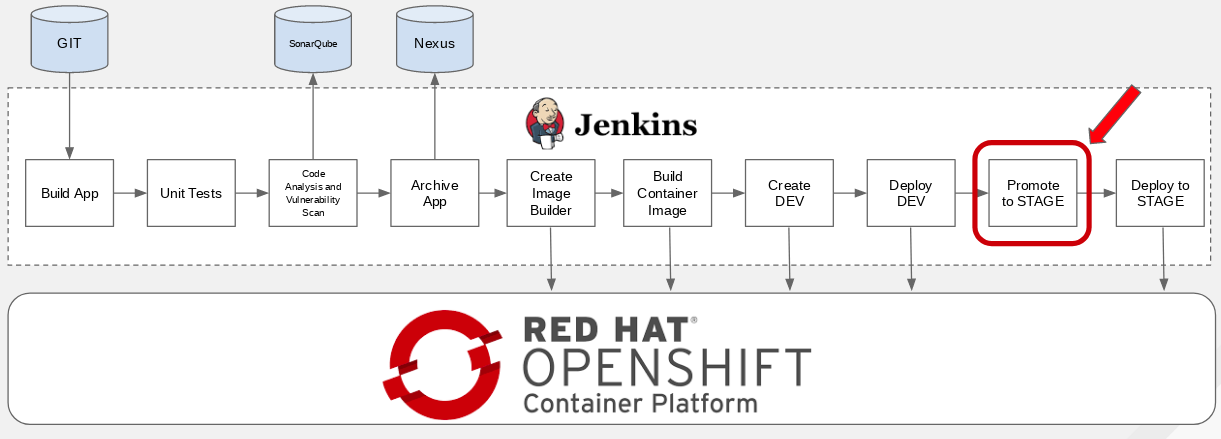 GIT
SonarQube
Nexus
Jenkins
Build App
Unit Tests
Code
Analysis and
Vulnerability
Scan
Archive
App
Create
Image
Builder
Build
Container
Image
Create
DEV
Deploy
DEV
Promote
to STAGE
Deploy to
STAGE
RED HAT®
OPENSHIFT
Container Platform